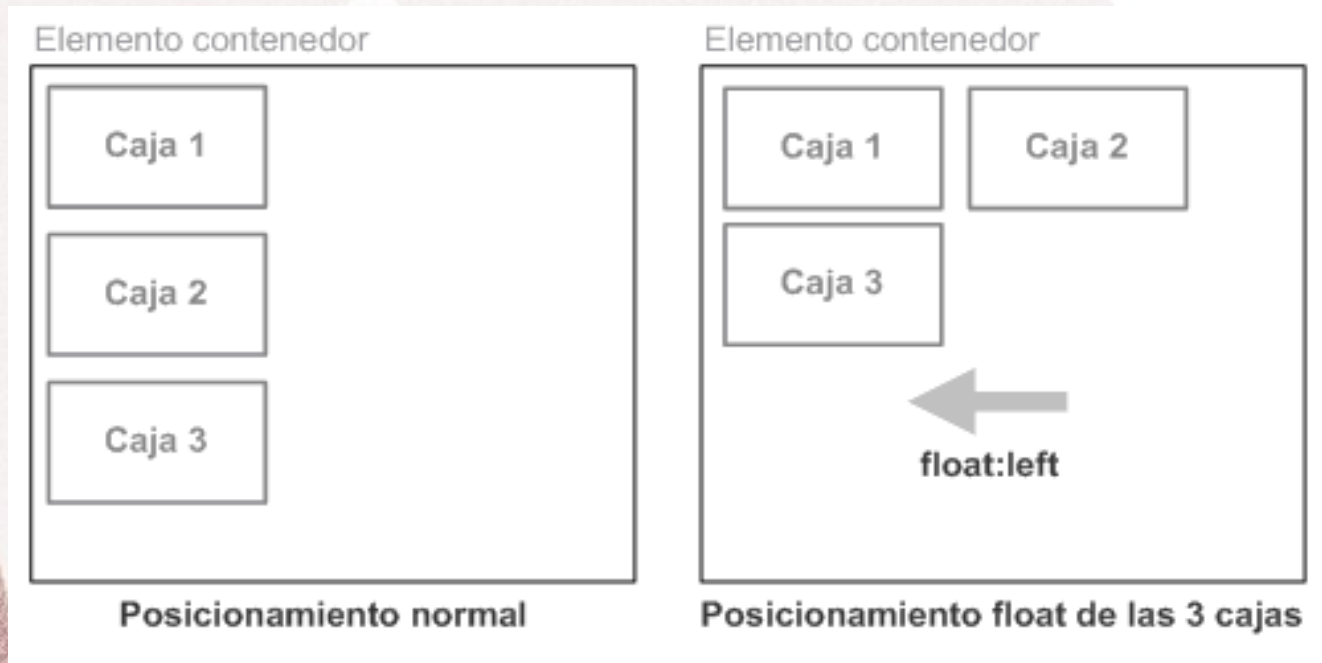 Elemento contenedor
Caja 1
Caja 2
Caja 3
Posicionamiento normal
Elemento contenedor
Caja 1 Caja 2
Caja 3
float:left
Posicionamiento float de las 3 cajas